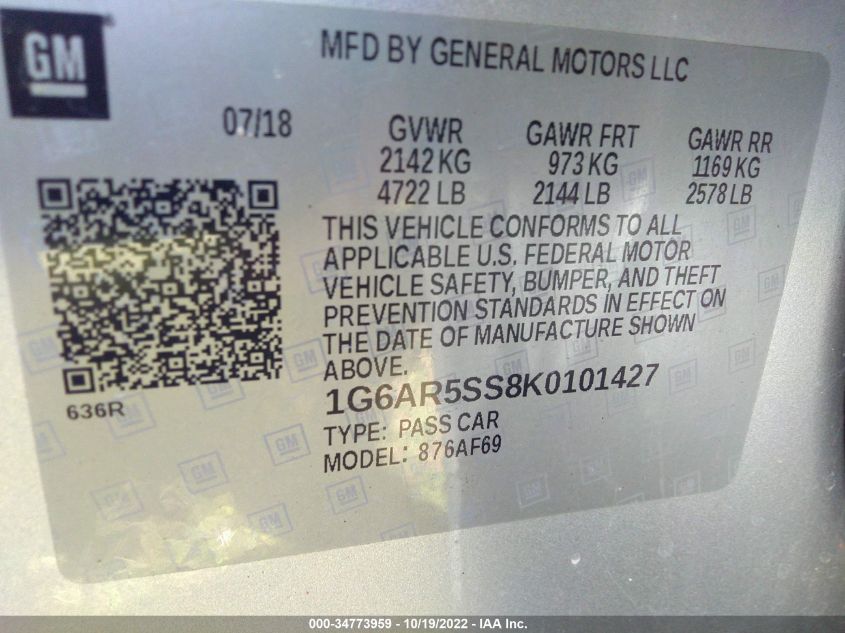 GM
MFD BY GENERAL MOTORS LLC
07/18
GVWR GAWR FRT GAWR RR
2142 KG 973 KG 1169 KG
4722 LB 2144 LB 2578 LB
THIS VEHICLE CONFORMS TO ALL
APPLICABLE U.S. FEDERAL MOTOR
VEHICLE SAFETY, BUMPER, AND THEFT
PREVENTION STANDARDS IN EFFECT ON
THE DATE OF MANUFACTURE SHOWN
ABOVE.
1G6AR5SS8K0101427
636R
TYPE: PASS CAR
MODEL: 876AF69
000-34773959 - 10/19/2022 - IAA Inc.